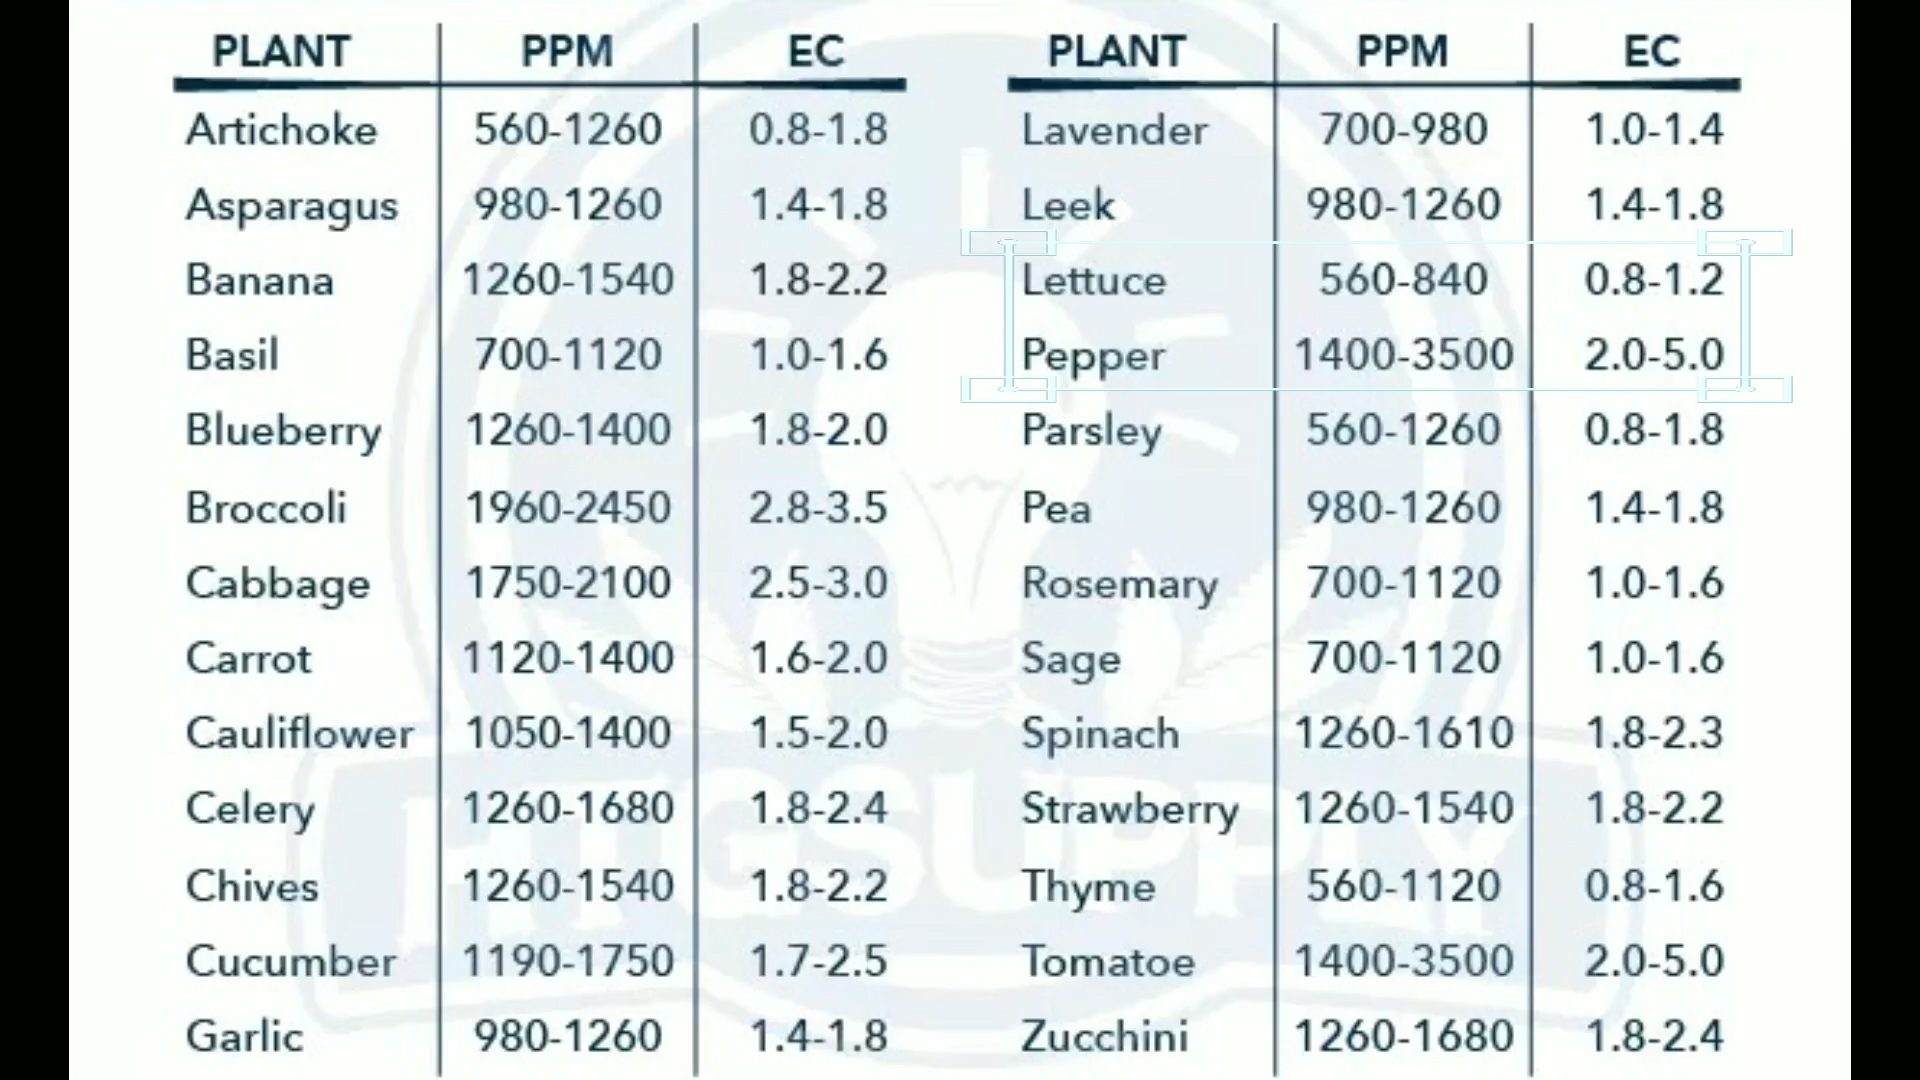 PLANT PPM EC
Artichoke 560-1260 0.8-1.8
Asparagus 980-1260 1.4-1.8
Banana 1260-1540 1.8-2.2
Basil 700-1120 1.0-1.6
Blueberry 1260-1400 1.8-2.0
Broccoli 1960-2450 2.8-3.5
Cabbage 1750-2100 2.5-3.0
Carrot 1120-1400 1.6-2.0
Cauliflower 1050-1400 1.5-2.0
Celery 1260-1680 1.8-2.4
Chives 1260-1540 1.8-2.2
Cucumber 1190-1750 1.7-2.5
Garlic 980-1260 1.4-1.8
PLANT PPM EC
Lavender 700-980 1.0-1.4
Leek 980-1260 1.4-1.8
Lettuce 560-840 0.8-1.2
Pepper 1400-3500 2.0-5.0
Parsley 560-1260 0.8-1.8
Pea 980-1260 1.4-1.8
Rosemary 700-1120 1.0-1.6
Sage 700-1120 1.0-1.6
Spinach 1260-1610 1.8-2.3
Strawberry 1260-1540 1.8-2.2
Thyme 560-1120 0.8-1.6
Tomatoe 1400-3500 2.0-5.0
Zucchini 1260-1680 1.8-2.4
HTGSUPPLY